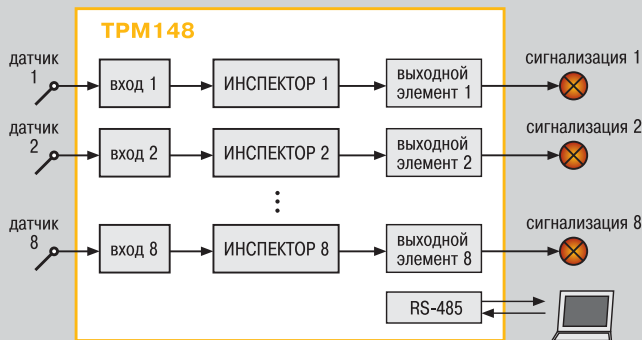 ТРМ148
датчик
1
вход 1
ИНСПЕКТОР 1
выходной
элемент 1
сигнализация 1
датчик
2
вход 2
ИНСПЕКТОР 2
выходной
элемент 2
сигнализация 2
датчик
8
вход 8
ИНСПЕКТОР 8
выходной
элемент 8
сигнализация 8
RS-485